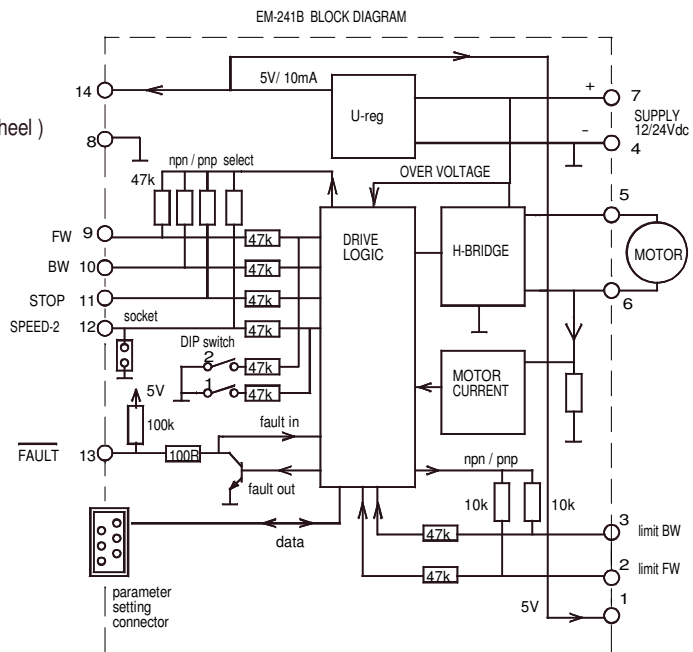 EM-241B BLOCK DIAGRAM
14
5V/ 10mA
U-reg
+
7
SUPPLY
12/24Vdc
-
4
heel )
8
npn / pnp select
47k
OVER VOLTAGE
5
MOTOR
6
DRIVE
LOGIC
H-BRIDGE
FW 9
47k
BW 10
47k
STOP 11
47k
SPEED-2 12
47k
socket
DIP switch
2
47k
1
47k
MOTOR
CURRENT
5V
100k
FAULT 13
100R
fault in
fault out
npn / pnp
10k
10k
3 limit BW
47k
2 limit FW
47k
data
5V
1
parameter
setting
connector